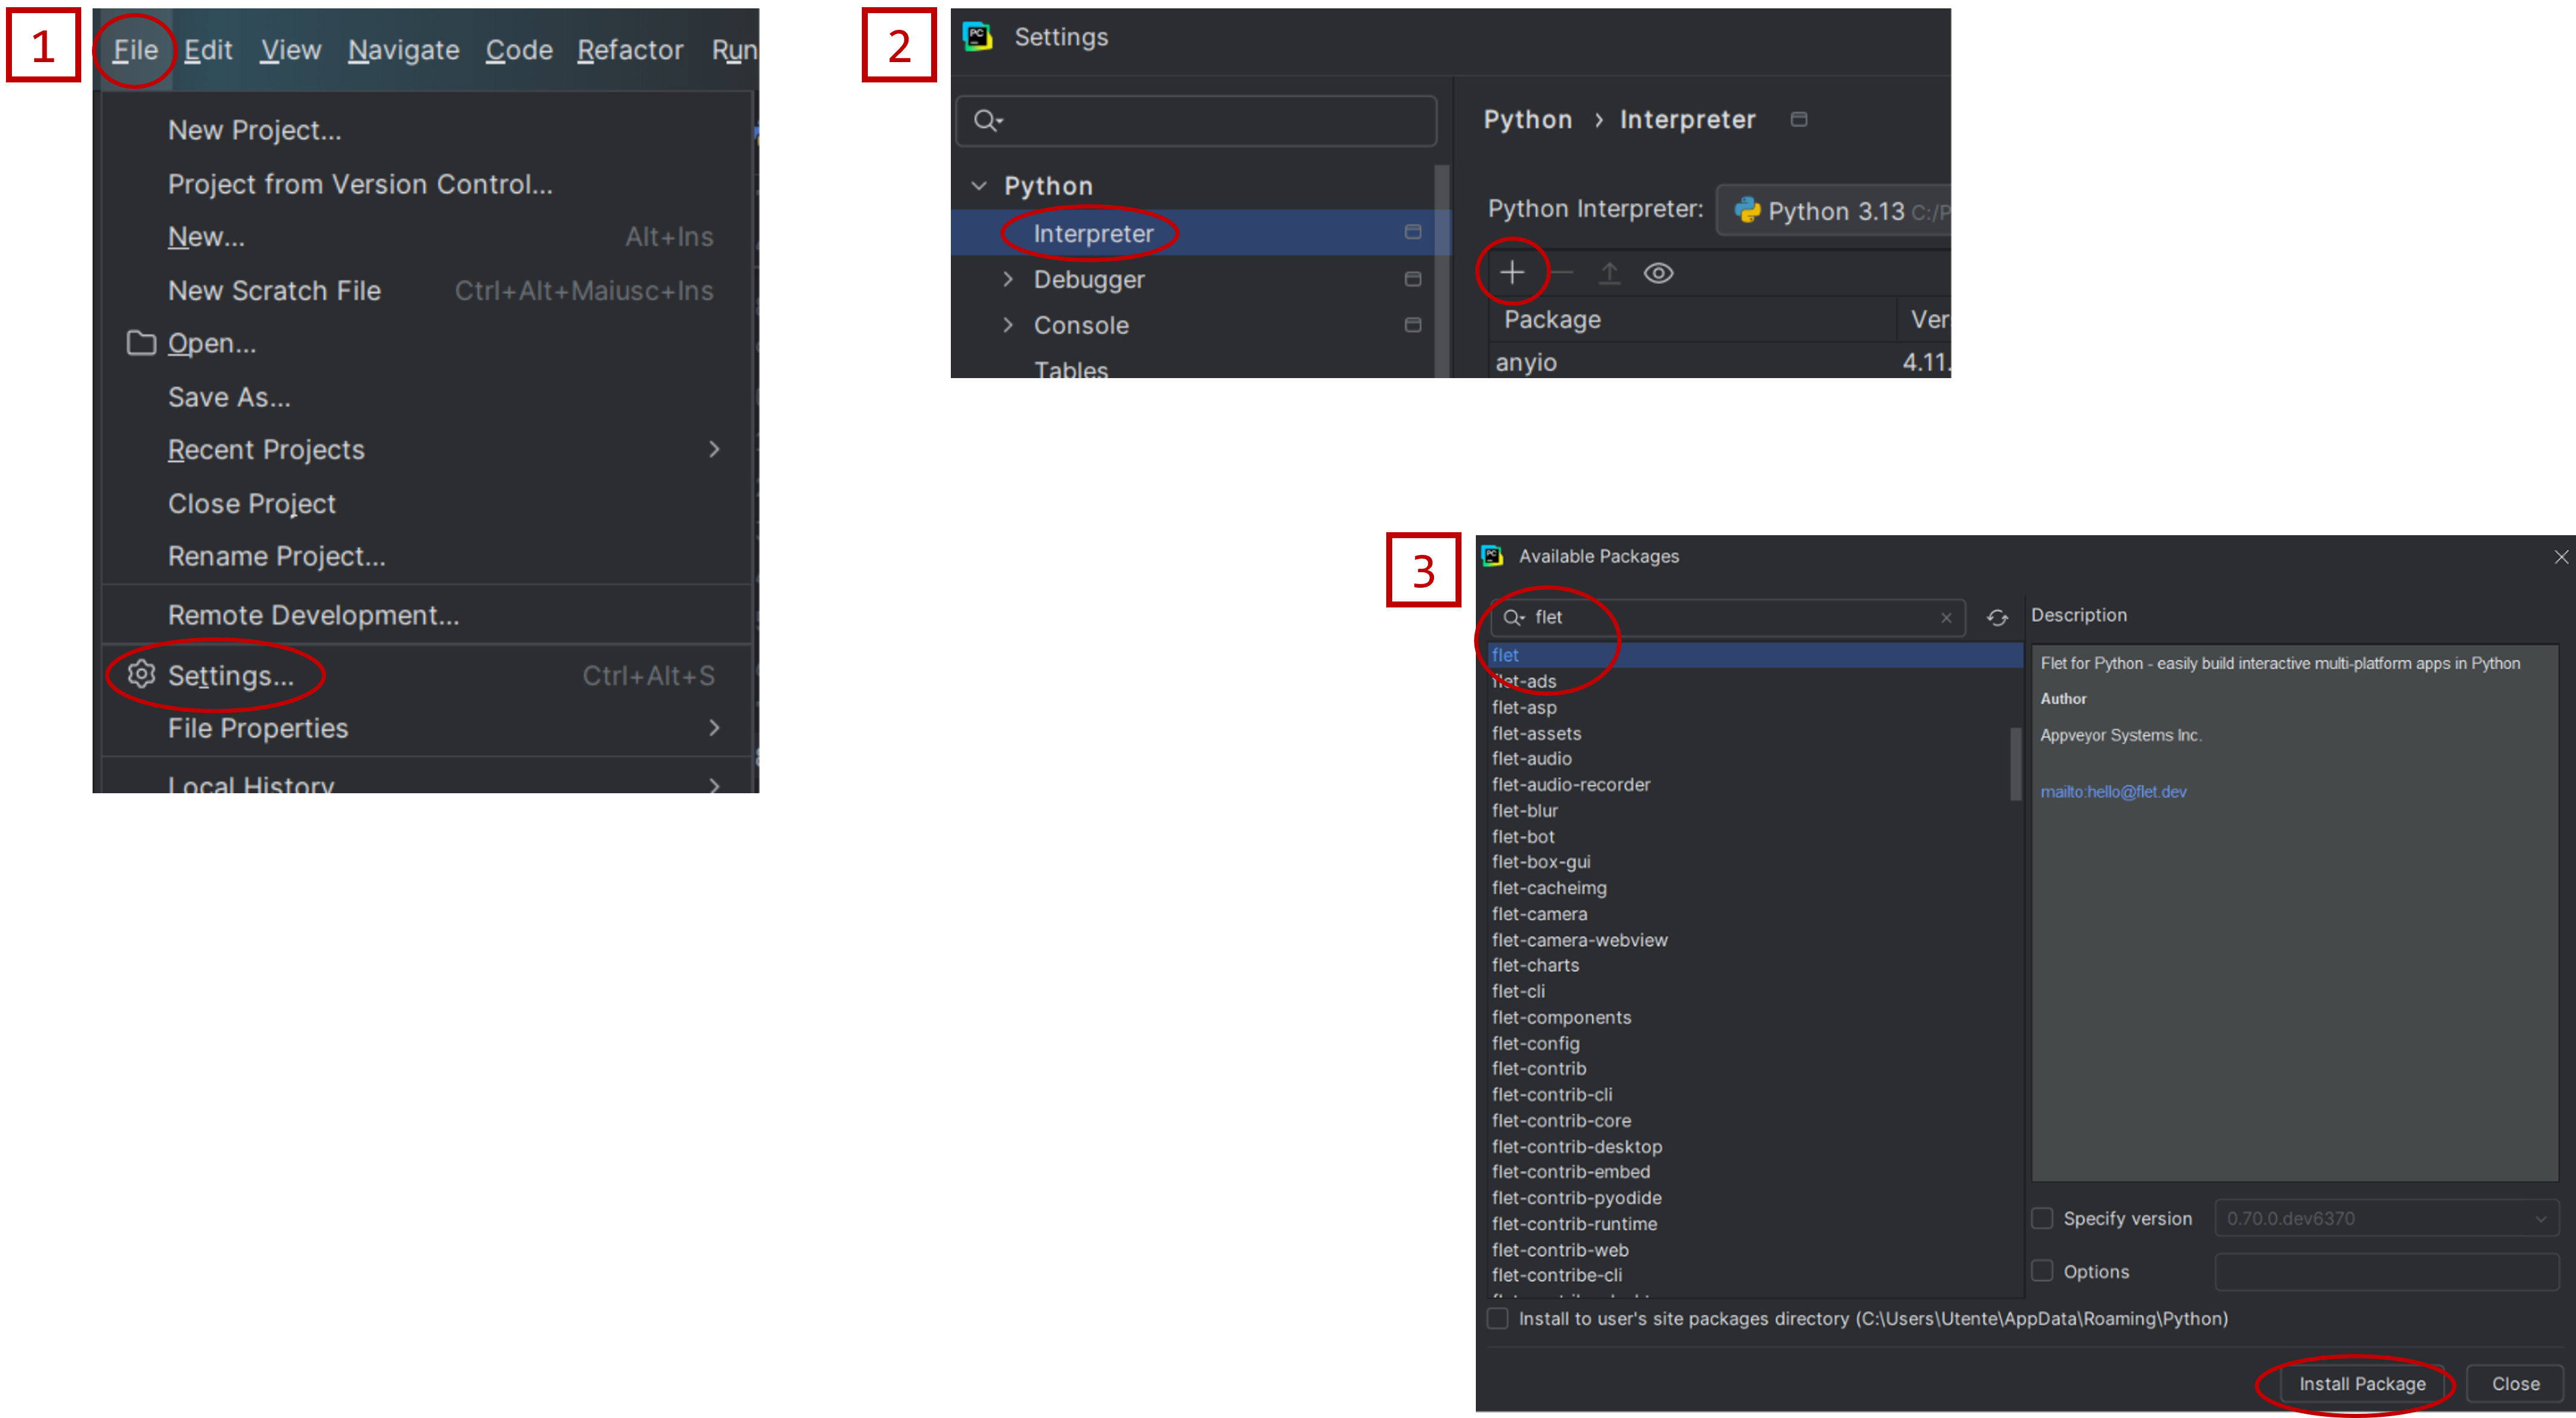 1
File Edit View Navigate Code Refactor Run
New Project...
Project from Version Control...
New... Alt+Ins
New Scratch File Ctrl+Alt+Maiusc+Ins
Open...
Save As...
Recent Projects
Close Project
Rename Project...
Remote Development...
Settings... Ctrl+Alt+S
File Properties
Local History
2
PC Settings
Python
Interpreter
Debugger
Console
Tables
Python › Interpreter
Python Interpreter: Python 3.13 C:/P
Package Ver
anyio 4.11.
3
PC Available Packages
flet
flet
flet-ads
flet-asp
flet-assets
flet-audio
flet-audio-recorder
flet-blur
flet-bot
flet-box-gui
flet-cacheimg
flet-camera
flet-camera-webview
flet-charts
flet-cli
flet-components
flet-config
flet-contrib
flet-contrib-cli
flet-contrib-core
flet-contrib-desktop
flet-contrib-embed
flet-contrib-pyodide
flet-contrib-runtime
flet-contrib-web
flet-contribe-cli
Description
Flet for Python - easily build interactive multi-platform apps in Python
Author
Appveyor Systems Inc.
mailto:hello@flet.dev
Specify version 0.70.0.dev6370
Options
Install to user's site packages directory (C:\Users\Utente\AppData\Roaming\Python)
Install Package Close